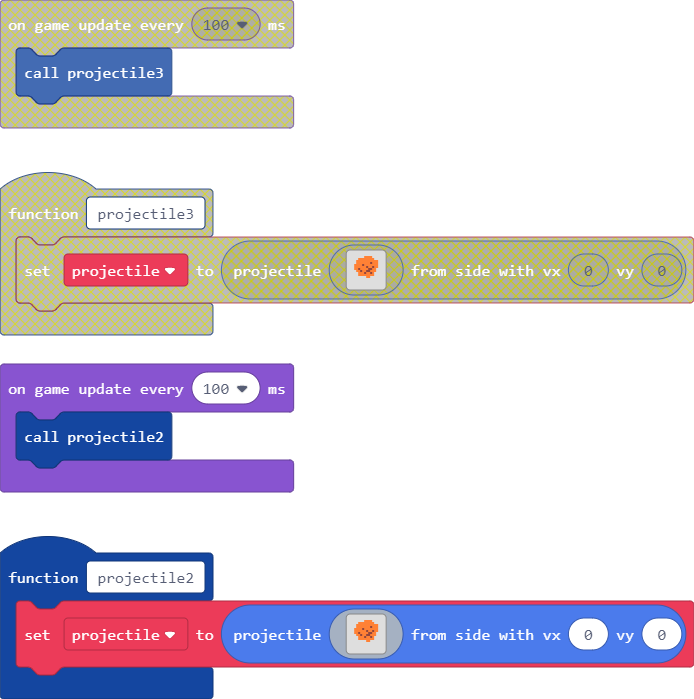 on game update every 100 ms
call projectile3
function projectile3
set projectile to projectile from side with vx 0 vy 0
on game update every 100 ms
call projectile2
function projectile2
set projectile to projectile from side with vx 0 vy 0